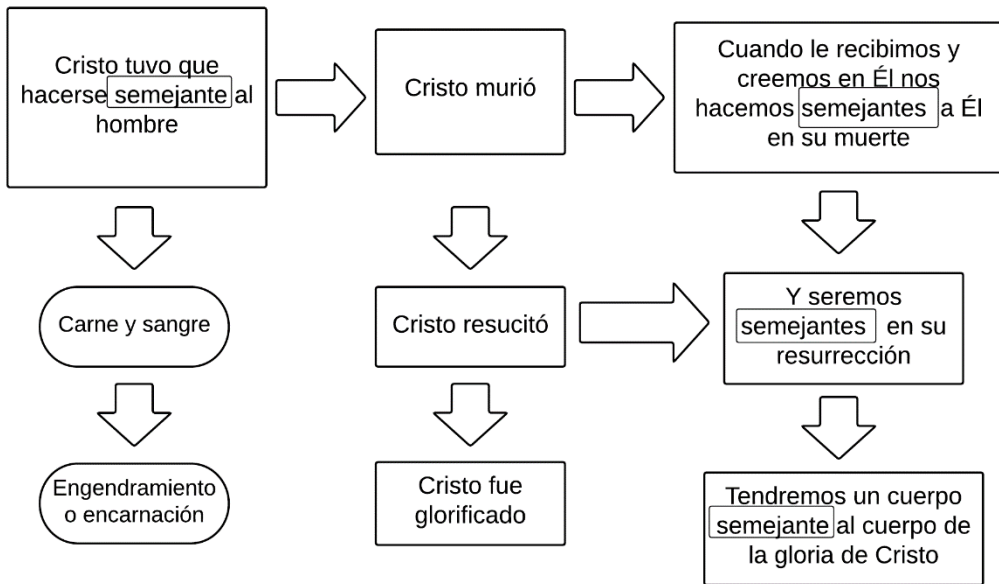 Cristo tuvo que
hacerse semejante al
hombre
Cristo murió
Cuando le recibimos y
creemos en Él nos
hacemos semejantes a Él
en su muerte
Carne y sangre
Cristo resucitó
Y seremos
semejantes en su
resurrección
Engendramiento
o encarnación
Cristo fue
glorificado
Tendremos un cuerpo
semejante al cuerpo de
la gloria de Cristo